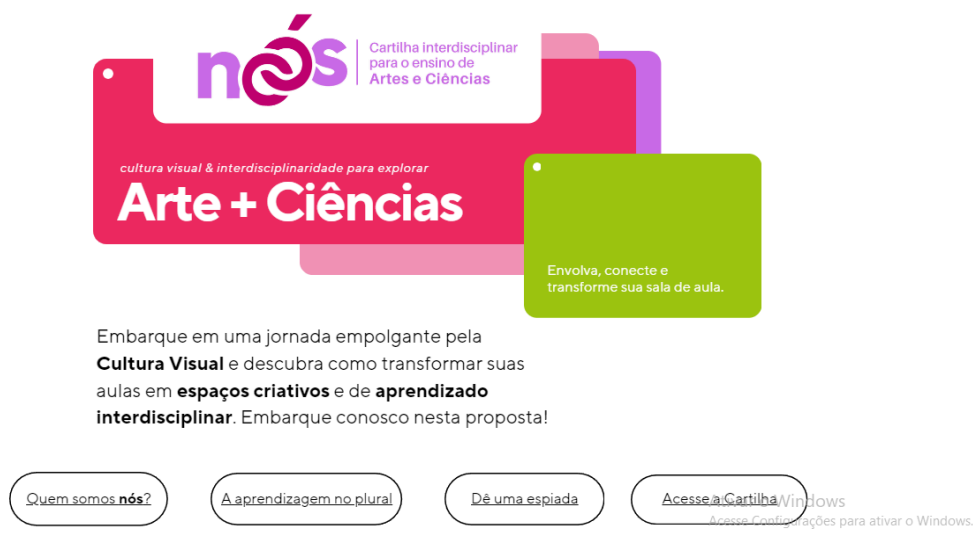 nós
Cartilha interdisciplinar
para o ensino de
Artes e Ciências
cultura visual & interdisciplinaridade para explorar
Arte + Ciências
Envolva, conecte e
transforme sua sala de aula.
Embarque em uma jornada empolgante pela
Cultura Visual e descubra como transformar suas
aulas em espaços criativos e de aprendizado
interdisciplinar. Embarque conosco nesta proposta!
Quem somos nós?
A aprendizagem no plural
Dê uma espiada
Acesse a Cartilha
Ativar o Windows
Acesse Configurações para ativar o Windows.